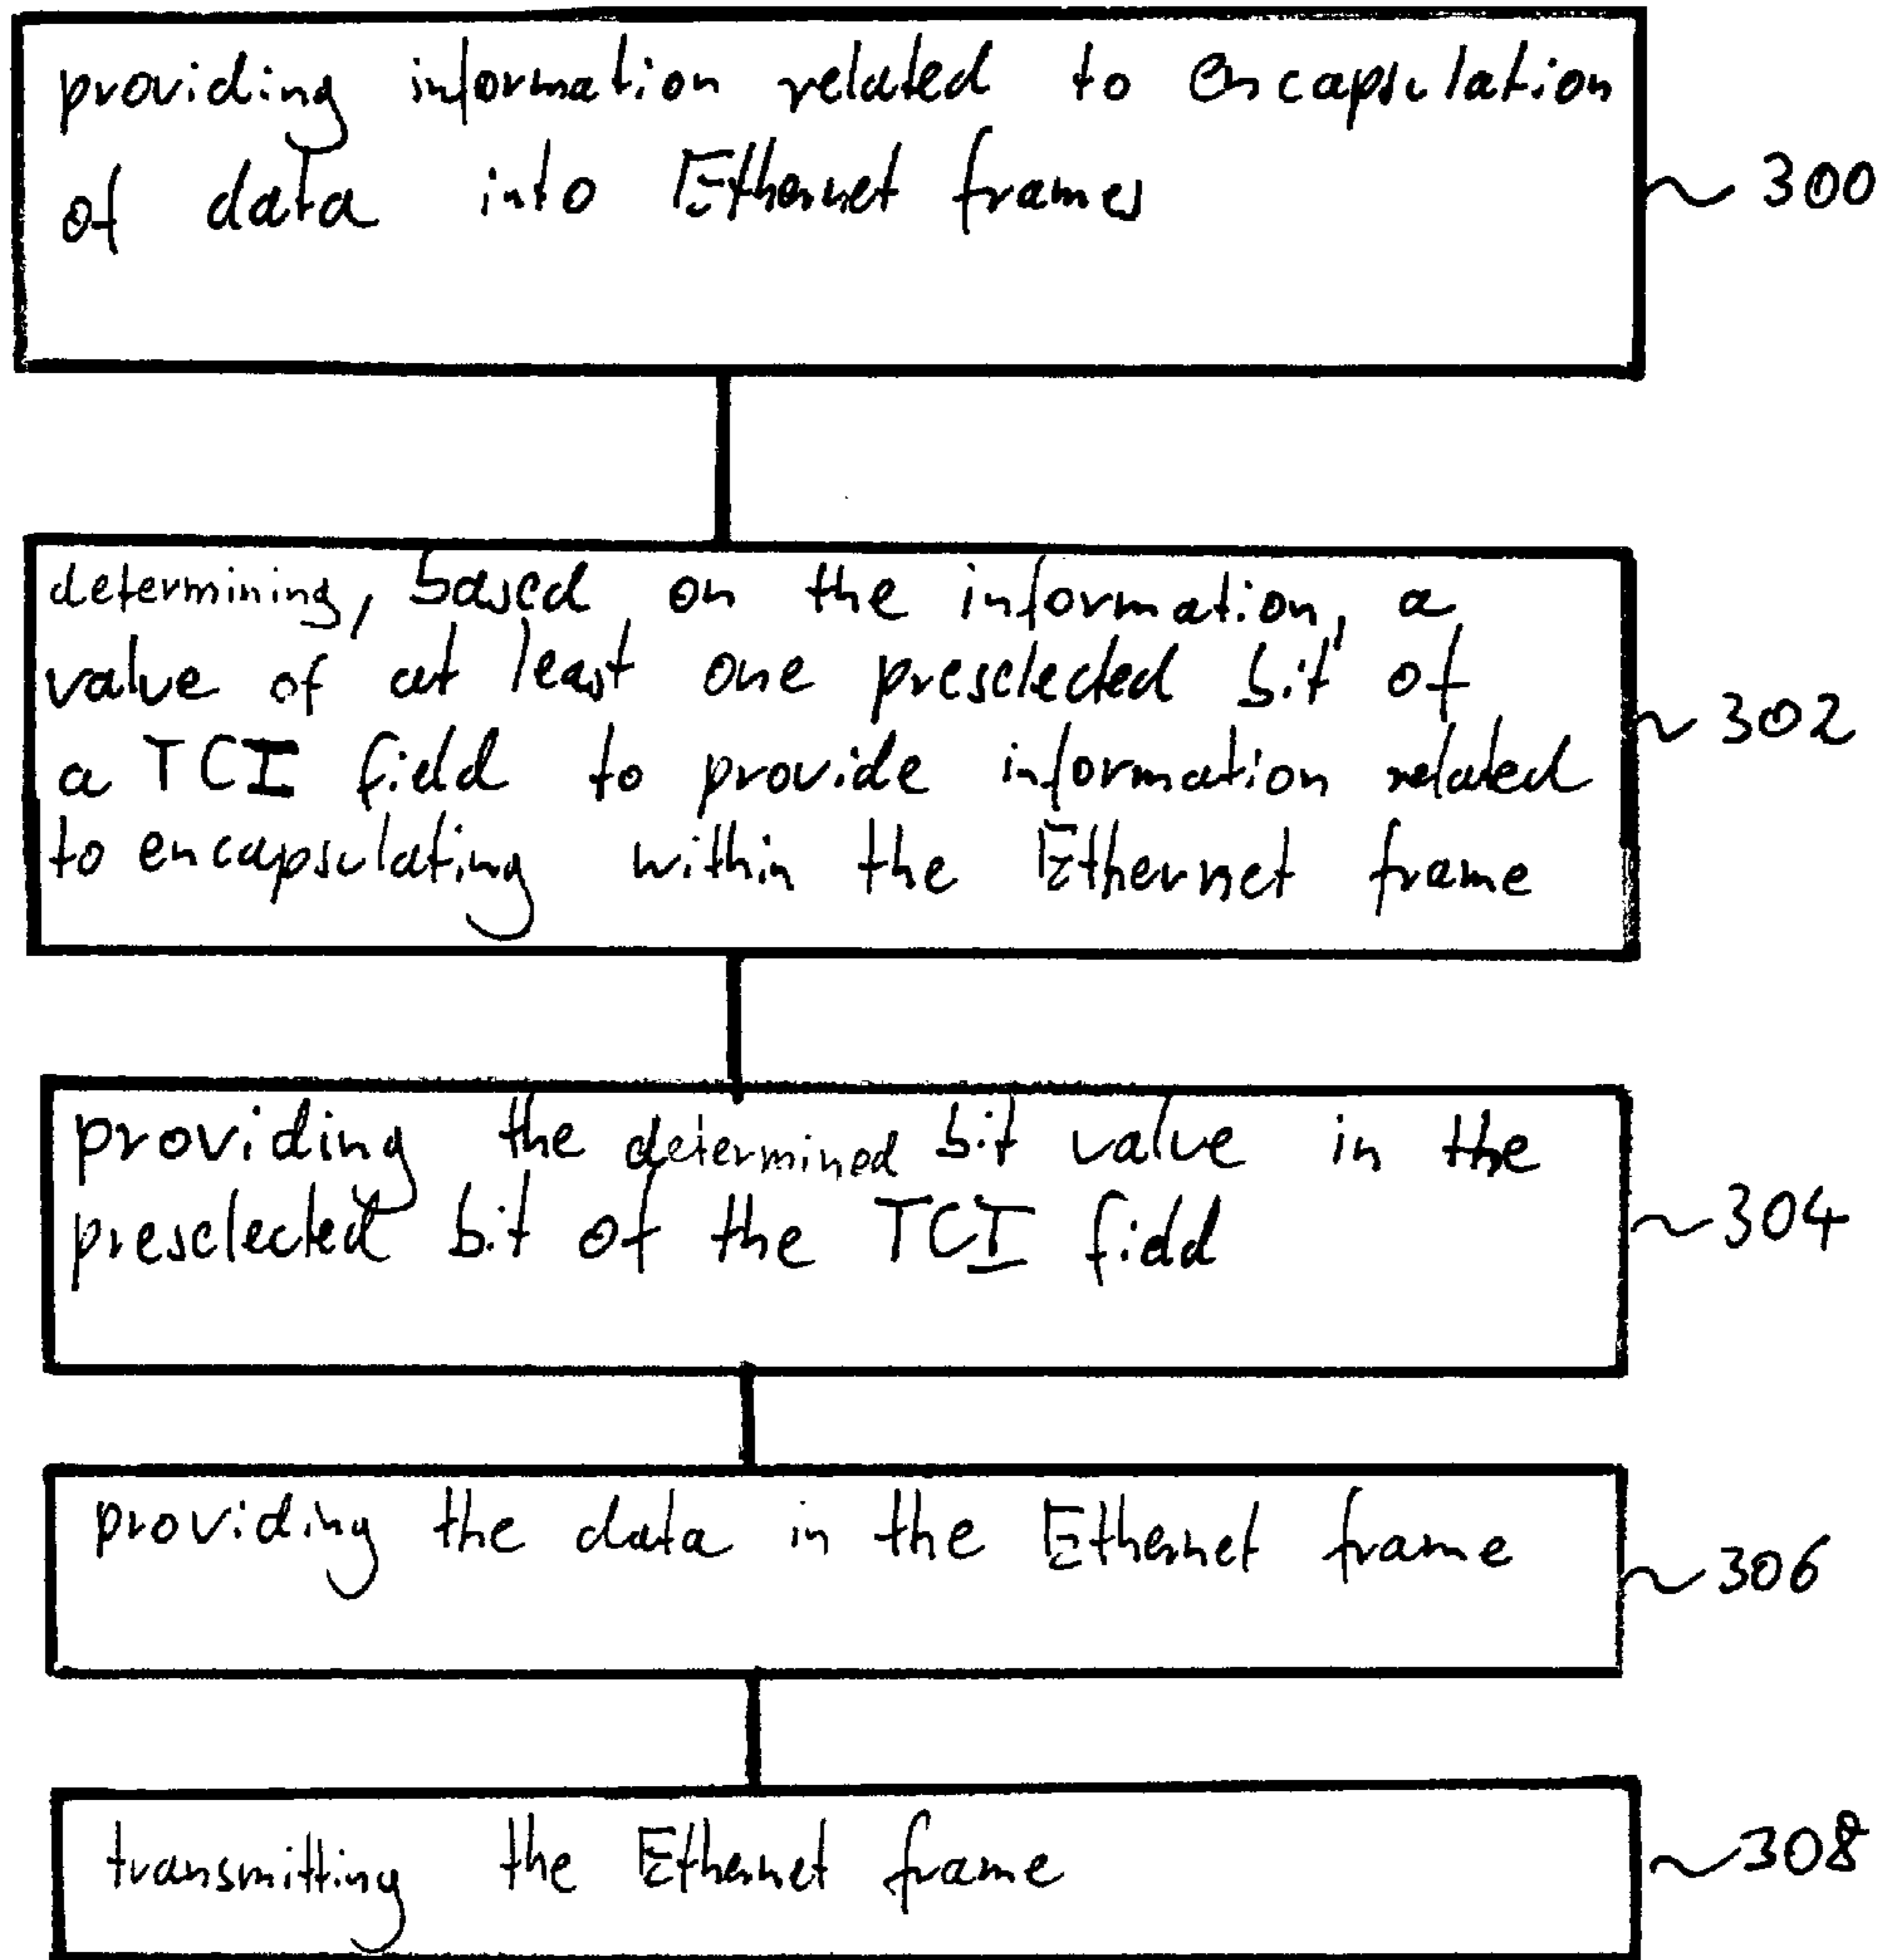 providing information related to encapsulation
of data into Ethernet frames
300
determining, based on the information, a
value of at least one preselected bit of
a TCI field to provide information related
to encapsulating within the Ethernet frame
302
providing the determined bit value in the
preselected bit of the TCI field
304
providing the data in the Ethernet frame
306
transmitting the Ethernet frame
308